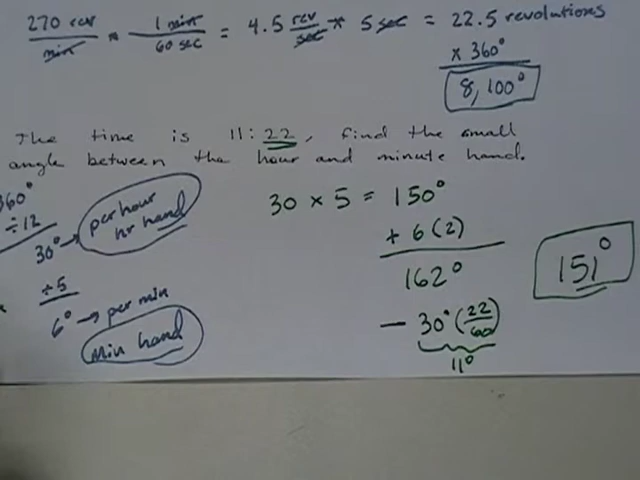 270 rev/min * 1 min/60 sec = 4.5 rev/sec * 5 sec = 22.5 revolutions
x 360°
8,100°
The time is 11:22, find the small
angle between the hour and minute hand.
360°
÷12
30° → per hour hr hand
÷5
6° → per min
min hand
30 x 5 = 150°
+ 6(2)
162°
- 30°(22/60)
11°
151°